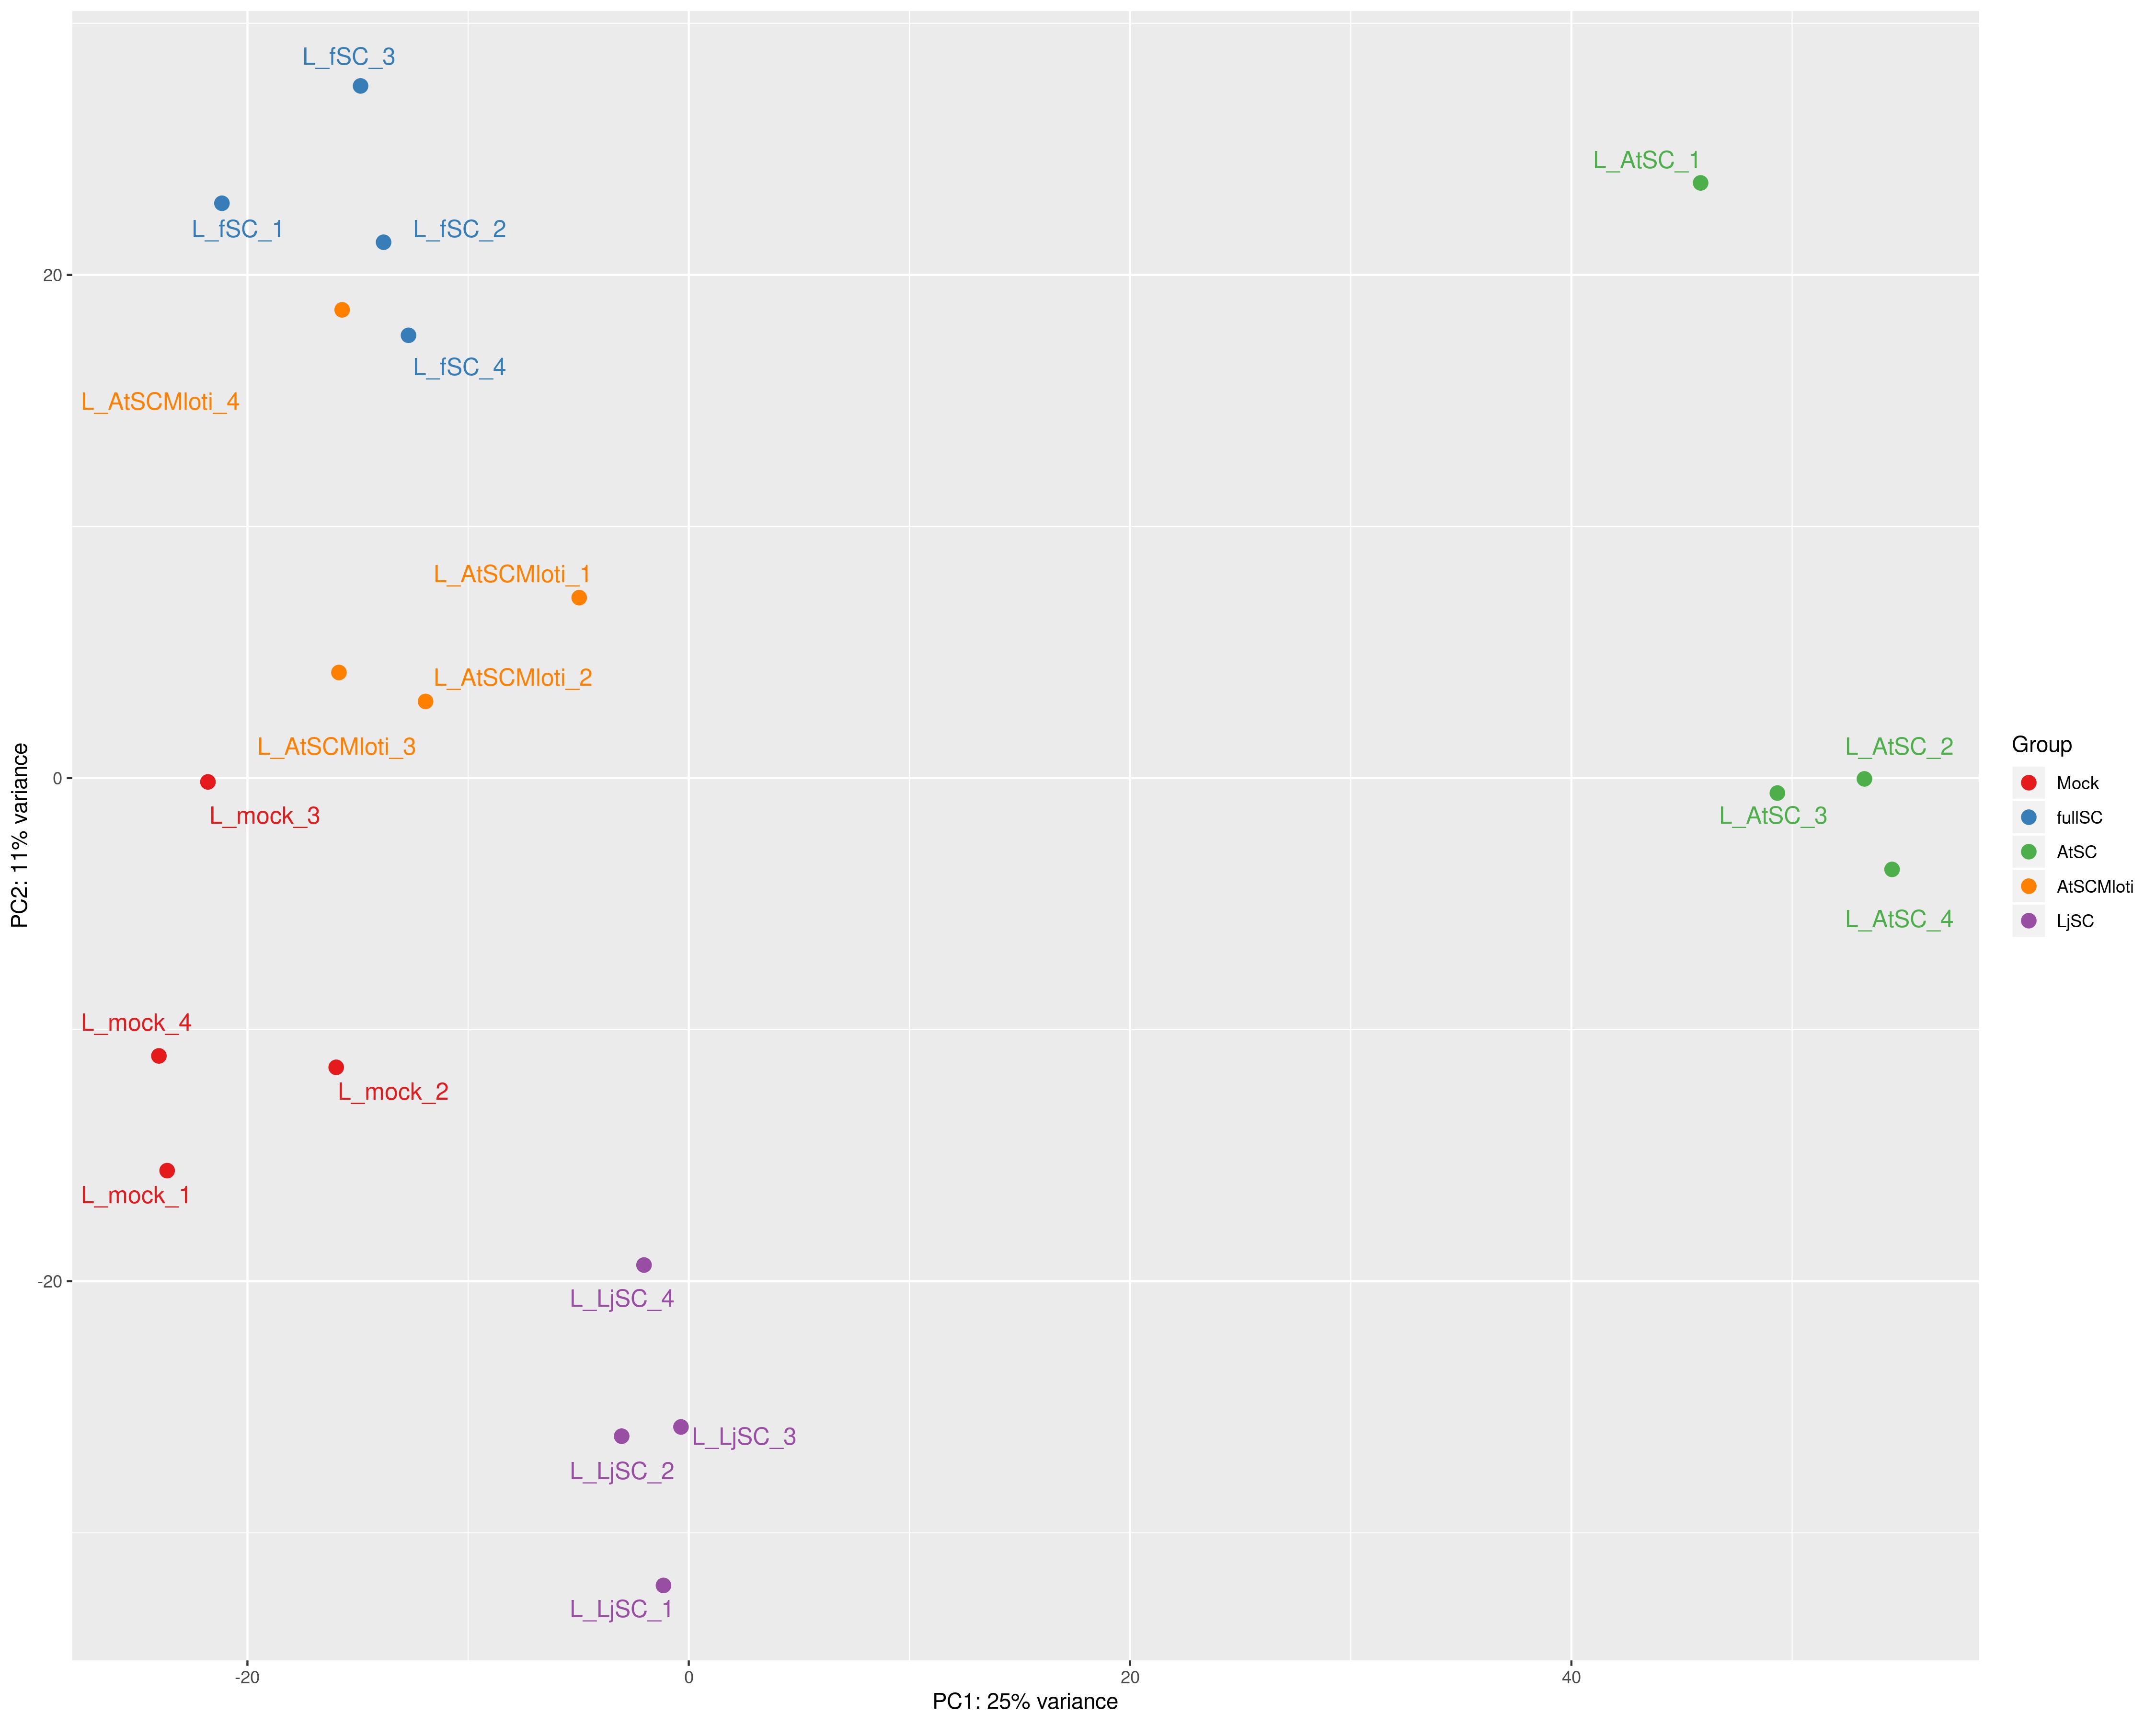 L_fSC_3
L_AtSC_1
L_fSC_1
L_fSC_2
20
L_fSC_4
L_AtSCMloti_4
L_AtSCMloti_1
L_AtSCMloti_2
L_AtSCMloti_3
L_AtSC_2
0
L_mock_3
L_AtSC_3
L_AtSC_4
L_mock_4
L_mock_2
L_mock_1
-20
L_LjSC_4
L_LjSC_3
L_LjSC_2
L_LjSC_1
-20
0
20
40
PC1: 25% variance
PC2: 11% variance
Group
Mock
fullSC
AtSC
AtSCMloti
LjSC